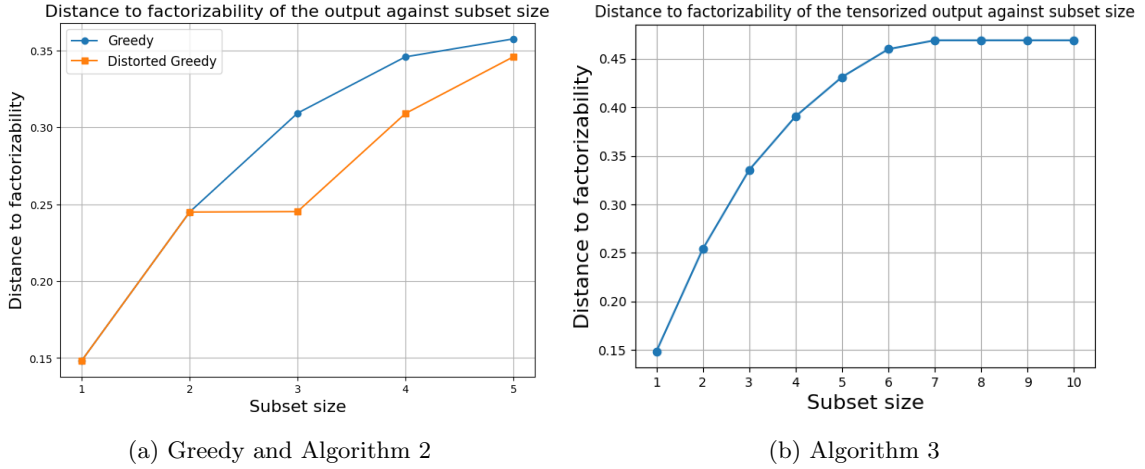 Distance to factorizability of the output against subset size
Distance to factorizability
0.35
0.30
0.25
0.20
0.15
Greedy
Distorted Greedy
1 2 3 4 5
Subset size
(a) Greedy and Algorithm 2
Distance to factorizability of the tensorized output against subset size
Distance to factorizability
0.45
0.40
0.35
0.30
0.25
0.20
0.15
1 2 3 4 5 6 7 8 9 10
Subset size
(b) Algorithm 3